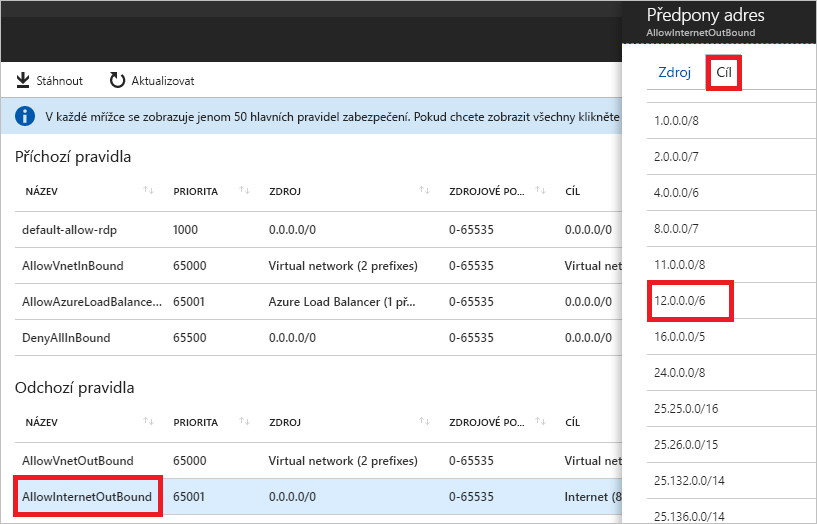 Předpony adres
AllowInternetOutBound
Zdroj Cíl
Stáhnout Aktualizovat
V každé mřížce se zobrazuje jenom 50 hlavních pravidel zabezpečení. Pokud chcete zobrazit všechny klikněte
Příchozí pravidla
NÁZEV PRIORITA ZDROJ ZDROJOVÉ PO... CÍL
default-allow-rdp 1000 0.0.0.0/0 0-65535 0.0.0.0/0
AllowVnetInBound 65000 Virtual network (2 prefixes) 0-65535 Virtual net
AllowAzureLoadBalance... 65001 Azure Load Balancer (1 př... 0-65535 0.0.0.0/0
DenyAllInBound 65500 0.0.0.0/0 0-65535 0.0.0.0/0
Odchozí pravidla
NÁZEV PRIORITA ZDROJ ZDROJOVÉ PO... CÍL
AllowVnetOutBound 65000 Virtual network (2 prefixes) 0-65535 Virtual net
AllowInternetOutBound 65001 0.0.0.0/0 0-65535 Internet (8
1.0.0.0/8
2.0.0.0/7
4.0.0.0/6
8.0.0.0/7
11.0.0.0/8
12.0.0.0/6
16.0.0.0/5
24.0.0.0/8
25.25.0.0/16
25.26.0.0/15
25.132.0.0/14
25.136.0.0/14